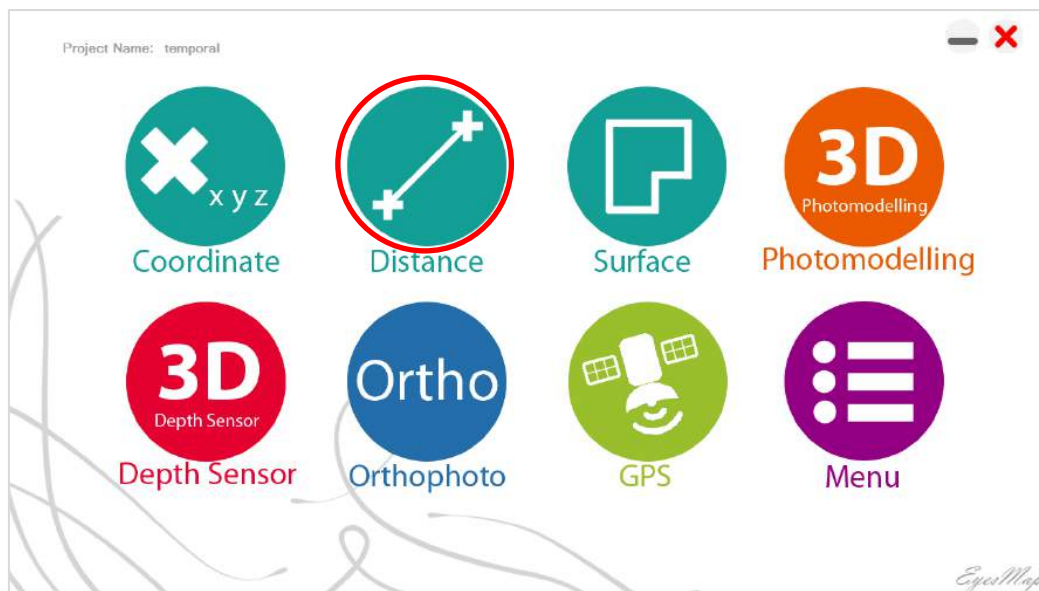 Project Name: temporal
x y z
Coordinate
Distance
Surface
3D
Photomodelling
Photomodelling
3D
Depth Sensor
Depth Sensor
Ortho
Orthophoto
GPS
Menu
EyesMap